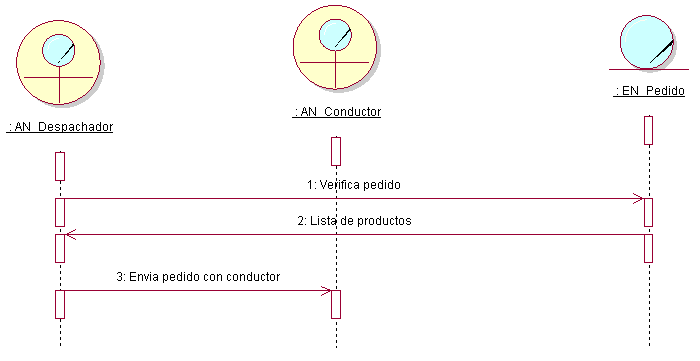 : AN_Conductor
: EN_Pedido
: AN_Despachador
1: Verifica pedido
2: Lista de productos
3: Envia pedido con conductor